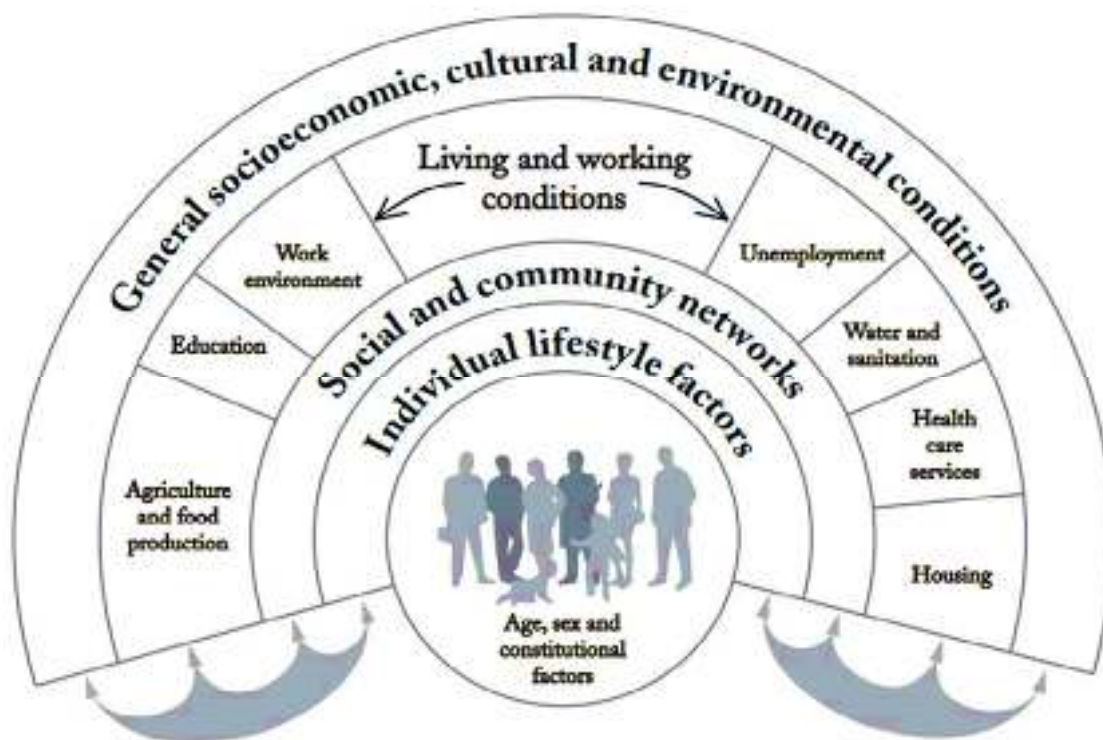 General socioeconomic, cultural and environmental conditions
Living and working
conditions
Work
environment
Unemployment
Education
Water and
sanitation
Agriculture
and food
production
Health
care
services
Housing
Social and community networks
Individual lifestyle factors
Age, sex and
constitutional
factors